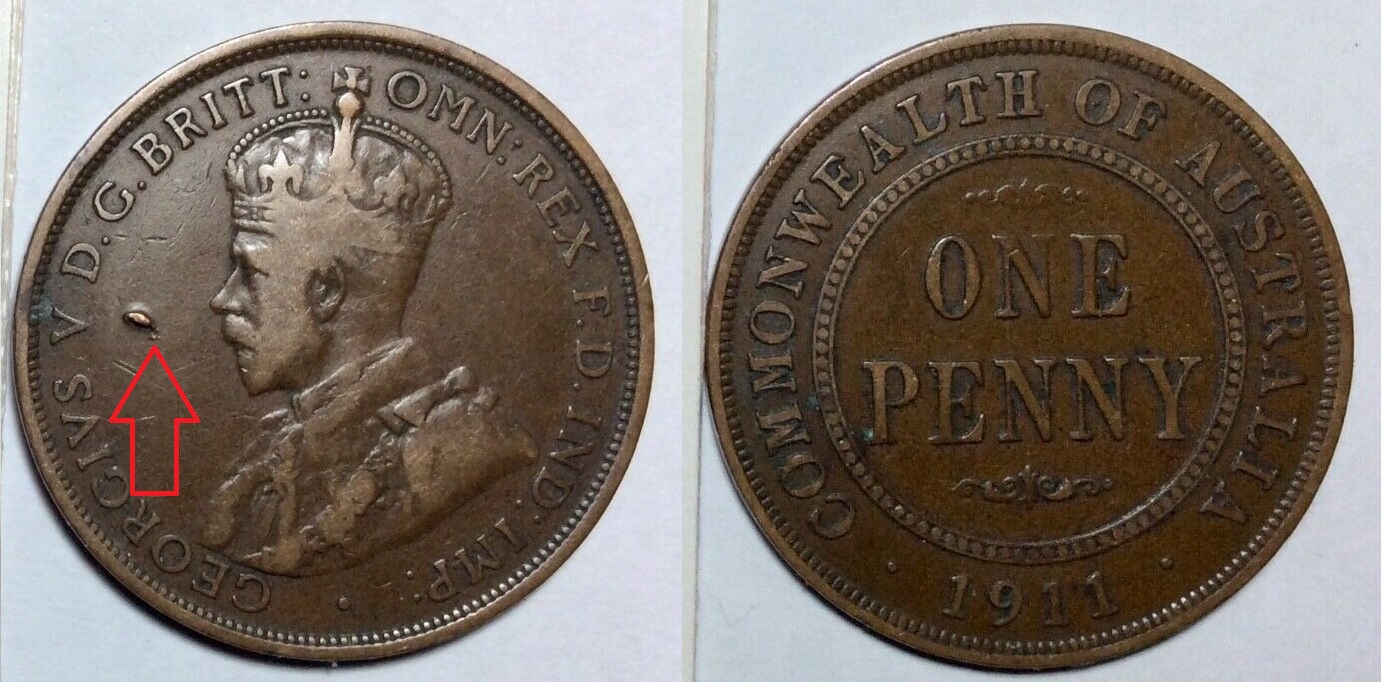 GEORGIVS V D.G.BRITT: OMN: REX F.D.IND: IMP:
COMMONWEALTH OF AUSTRALIA
ONE
PENNY
· 1911 ·